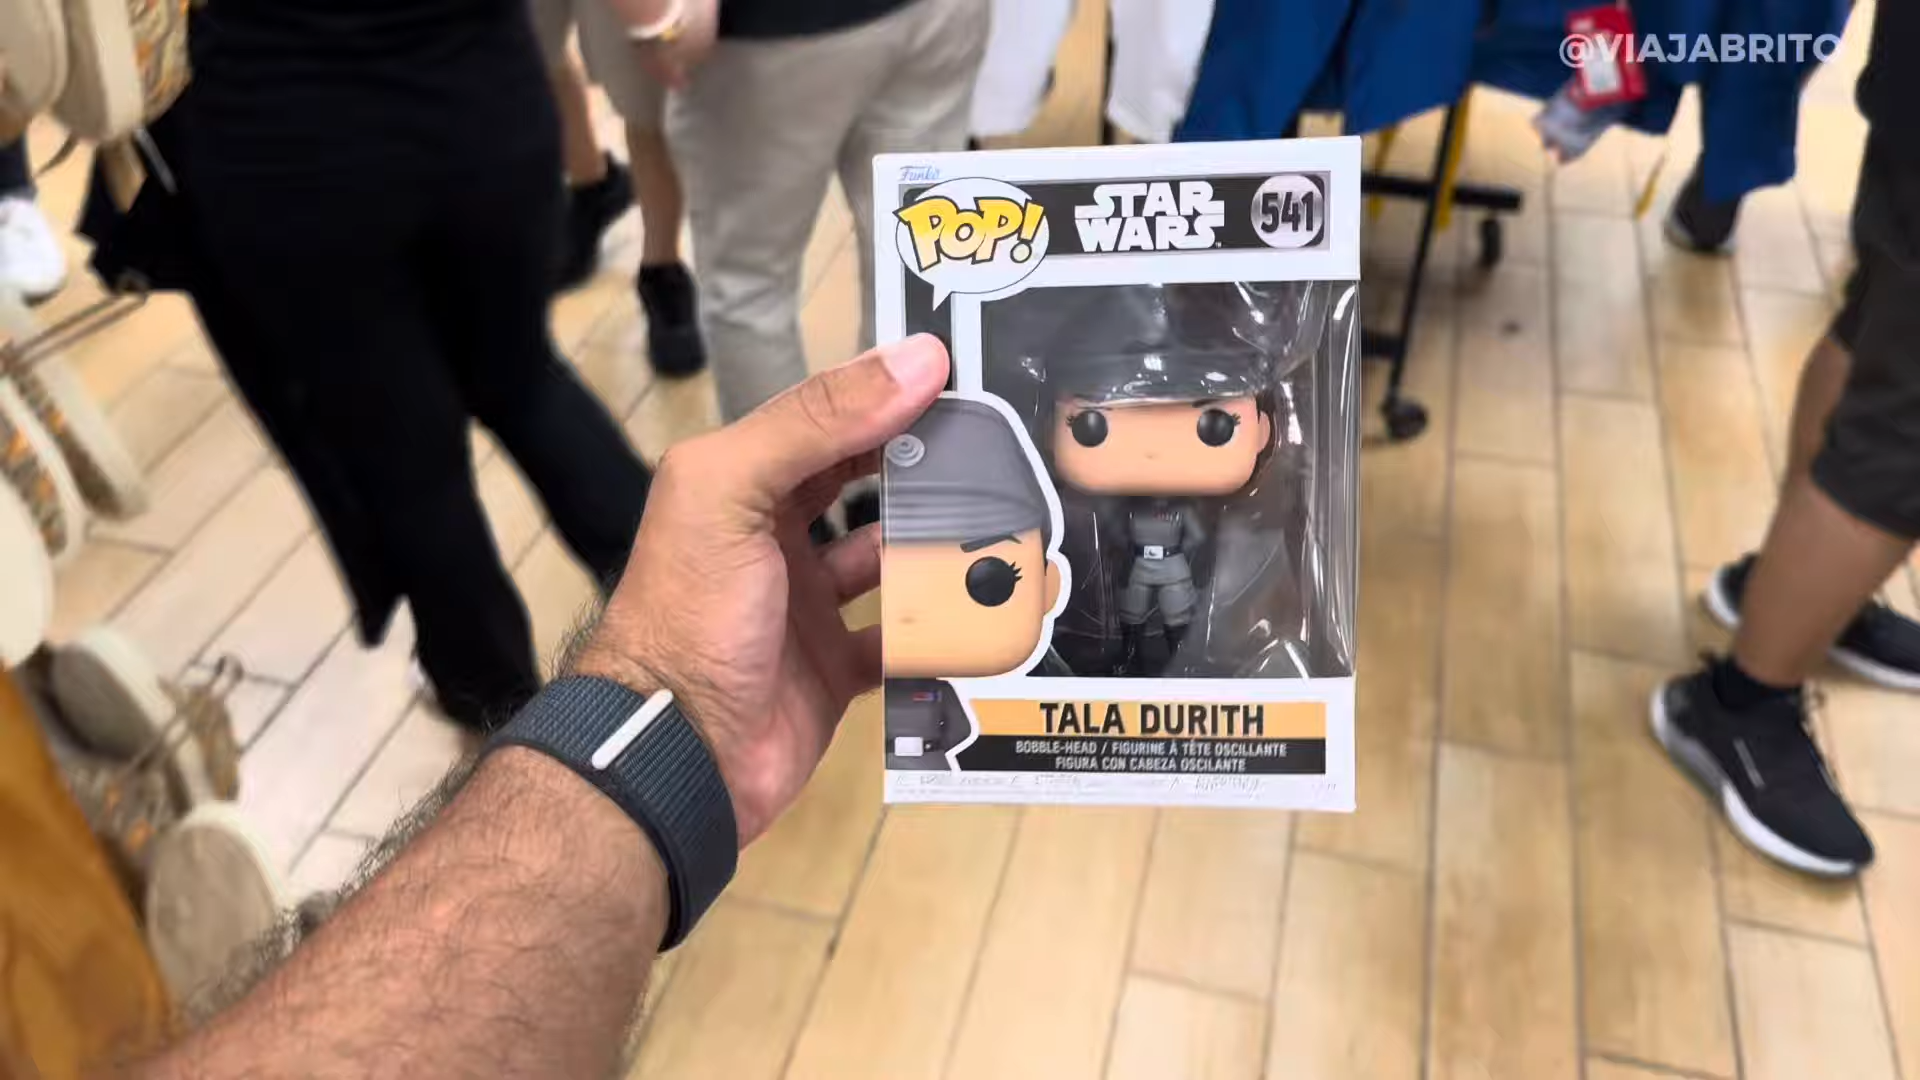 @VIAJABRITO
Funko
POP!
STAR
WARS
541
TALA DURITH
BOBBLE-HEAD / FIGURINE À TÊTE OSCILLANTE
FIGURA CON CABEZA OSCILANTE